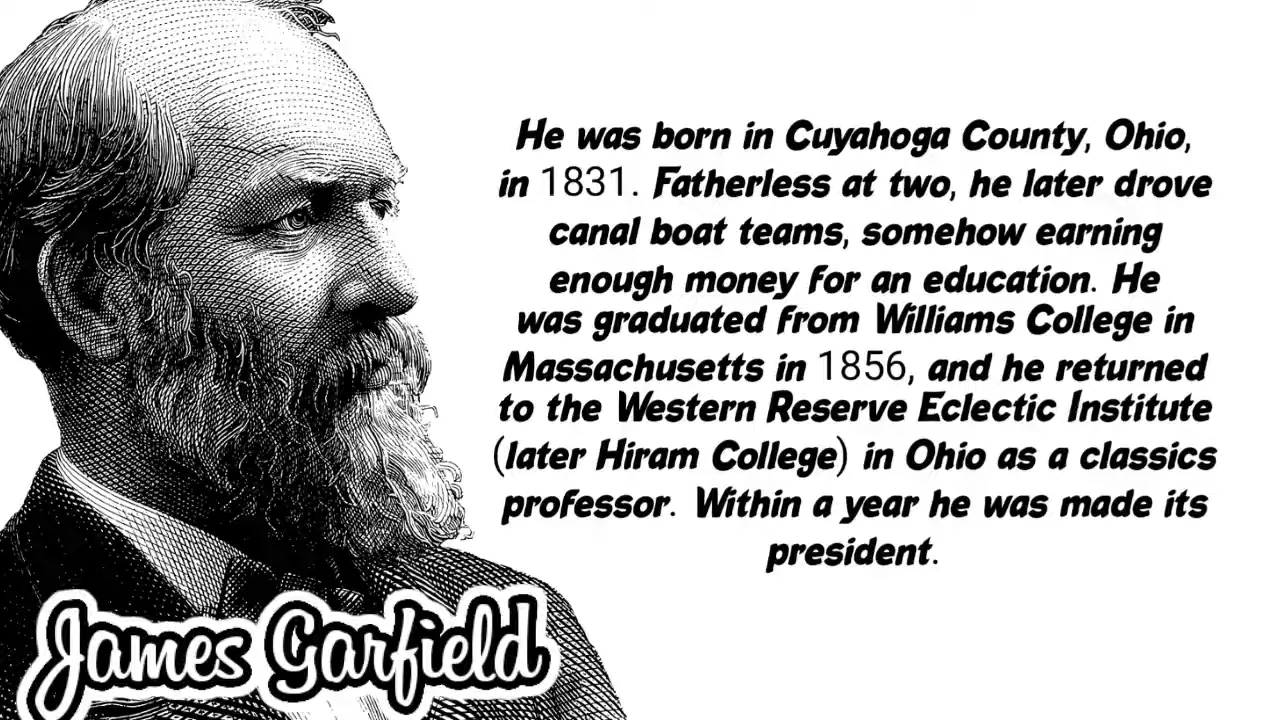 He was born in Cuyahoga County, Ohio,
in 1831. Fatherless at two, he later drove
canal boat teams, somehow earning
enough money for an education. He
was graduated from Williams College in
Massachusetts in 1856, and he returned
to the Western Reserve Eclectic Institute
(later Hiram College) in Ohio as a classics
professor. Within a year he was made its
president.
James Garfield